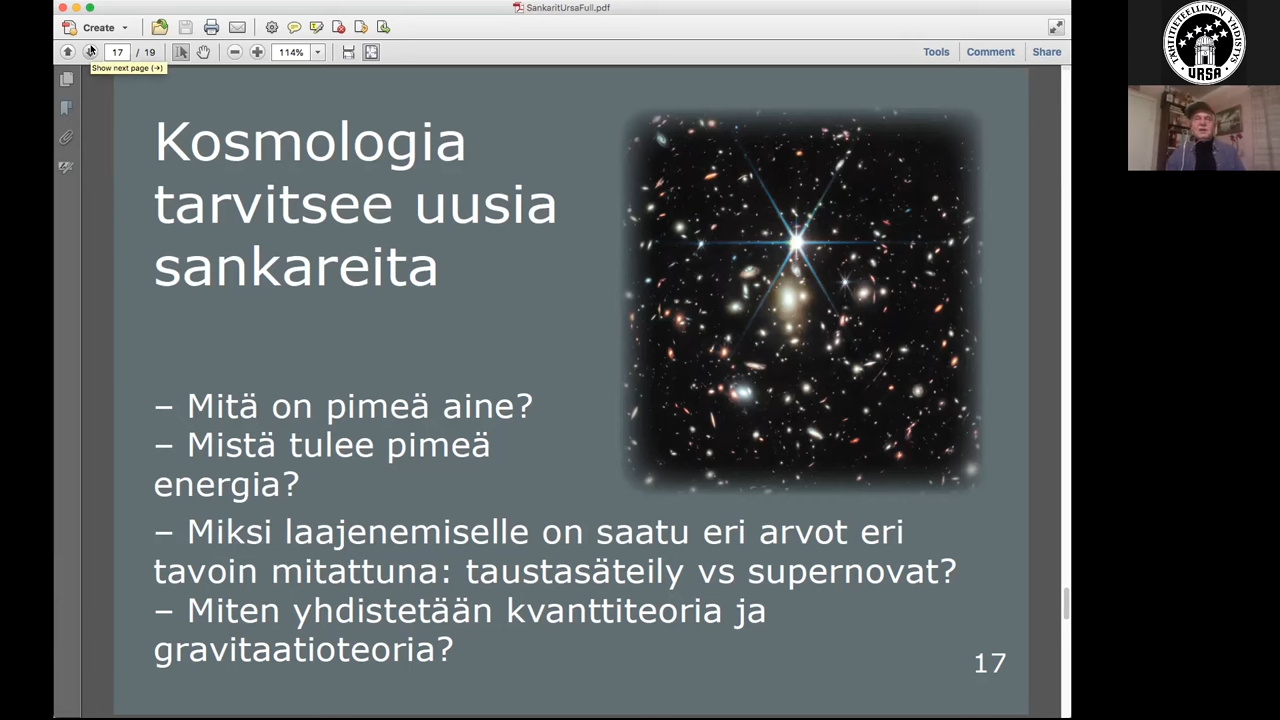 SankaritUrsaFull.pdf
Create
17 / 19
114%
Tools
Comment
Share
Show next page (→)
Kosmologia
tarvitsee uusia
sankareita
– Mitä on pimeä aine?
– Mistä tulee pimeä
energia?
– Miksi laajenemiselle on saatu eri arvot eri
tavoin mitattuna: taustasäteily vs supernovat?
– Miten yhdistetään kvanttiteoria ja
gravitaatioteoria?
17
TÄHTITIETEELLINEN YHDISTYS
URSA